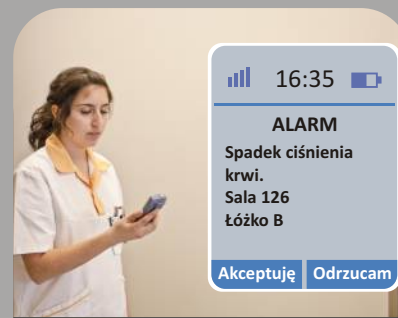 16:35
ALARM
Spadek ciśnienia
krwi.
Sala 126
Łóżko B
Akceptuję Odrzucam